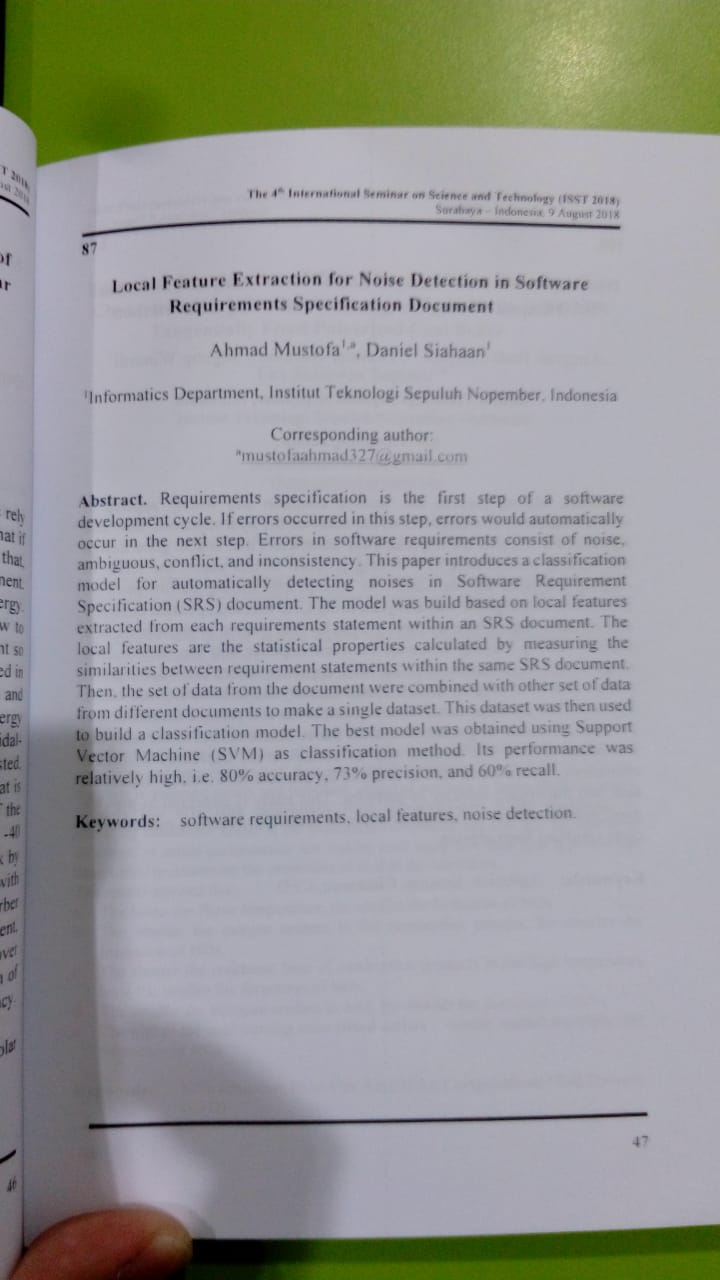 The 4th International Seminar on Science and Technology (ISST 2018)
Surabaya – Indonesia, 9 August 2018
87
Local Feature Extraction for Noise Detection in Software
Requirements Specification Document
Ahmad Mustofa1,a, Daniel Siahaan1
1Informatics Department, Institut Teknologi Sepuluh Nopember, Indonesia
Corresponding author:
amustofaahmad327@gmail.com
Abstract. Requirements specification is the first step of a software
development cycle. If errors occurred in this step, errors would automatically
occur in the next step. Errors in software requirements consist of noise,
ambiguous, conflict, and inconsistency. This paper introduces a classification
model for automatically detecting noises in Software Requirement
Specification (SRS) document. The model was build based on local features
extracted from each requirements statement within an SRS document. The
local features are the statistical properties calculated by measuring the
similarities between requirement statements within the same SRS document.
Then, the set of data from the document were combined with other set of data
from different documents to make a single dataset. This dataset was then used
to build a classification model. The best model was obtained using Support
Vector Machine (SVM) as classification method. Its performance was
relatively high, i.e. 80% accuracy, 73% precision, and 60% recall.
Keywords: software requirements, local features, noise detection.
47
46